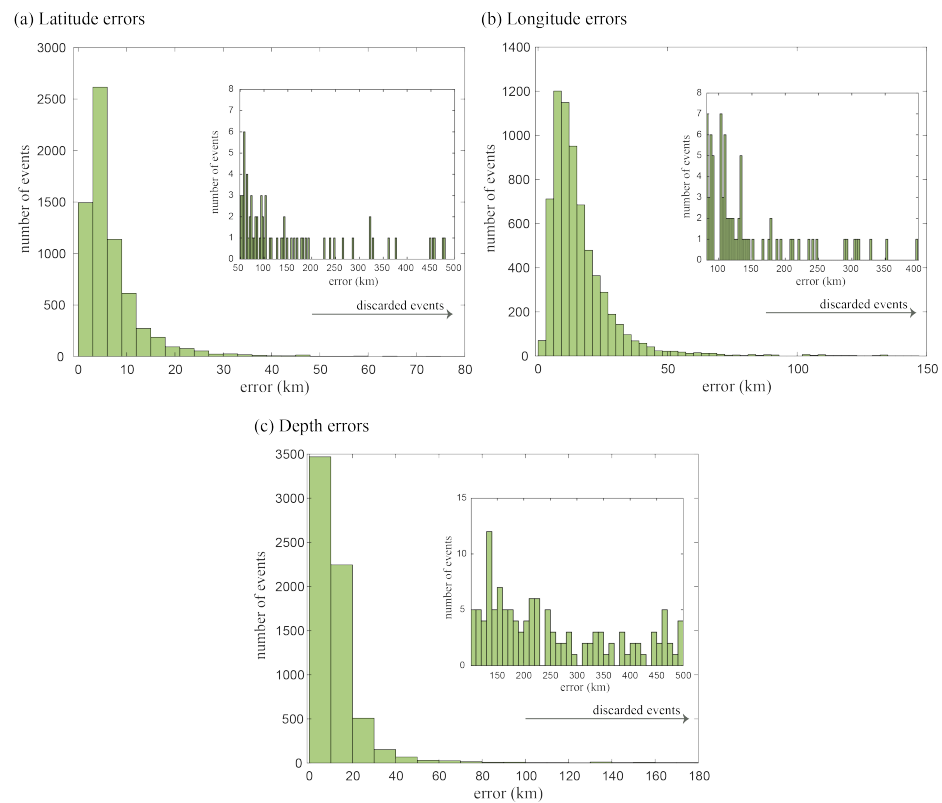 (a) Latitude errors
3000
2500
2000
1500
1000
500
0
number of events
0 10 20 30 40 50 60 70 80
error (km)
8
7
6
5
4
3
2
1
0
number of events
50 100 150 200 250 300 350 400 450 500
error (km)
discarded events
(b) Longitude errors
1400
1200
1000
800
600
400
200
0
number of events
0 50 100 150
error (km)
8
7
6
5
4
3
2
1
0
number of events
100 150 200 250 300 350 400
error (km)
discarded events
(c) Depth errors
3500
3000
3500
2000
1500
1000
500
0
number of events
0 20 40 60 80 100 120 140 160 180
error (km)
15
10
5
0
number of events
150 200 250 300 350 400 450 500
error (km)
discarded events